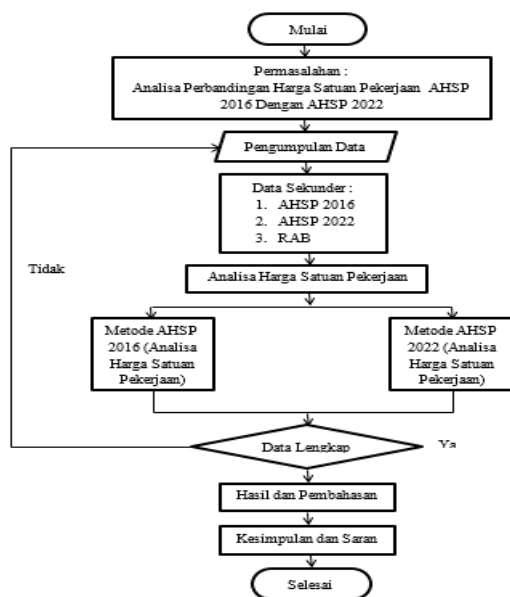 Mulai
Permasalahan :
Analisa Perbandingan Harga Satuan Pekerjaan AHSP
2016 Dengan AHSP 2022
Pengumpulan Data
Data Sekunder :
1. AHSP 2016
2. AHSP 2022
3. RAB
Tidak
Analisa Harga Satuan Pekerjaan
Metode AHSP
2016 (Analisa
Harga Satuan
Pekerjaan)
Metode AHSP
2022 (Analisa
Harga Satuan
Pekerjaan)
Data Lengkap
Ya
Hasil dan Pembahasan
Kesimpulan dan Saran
Selesai